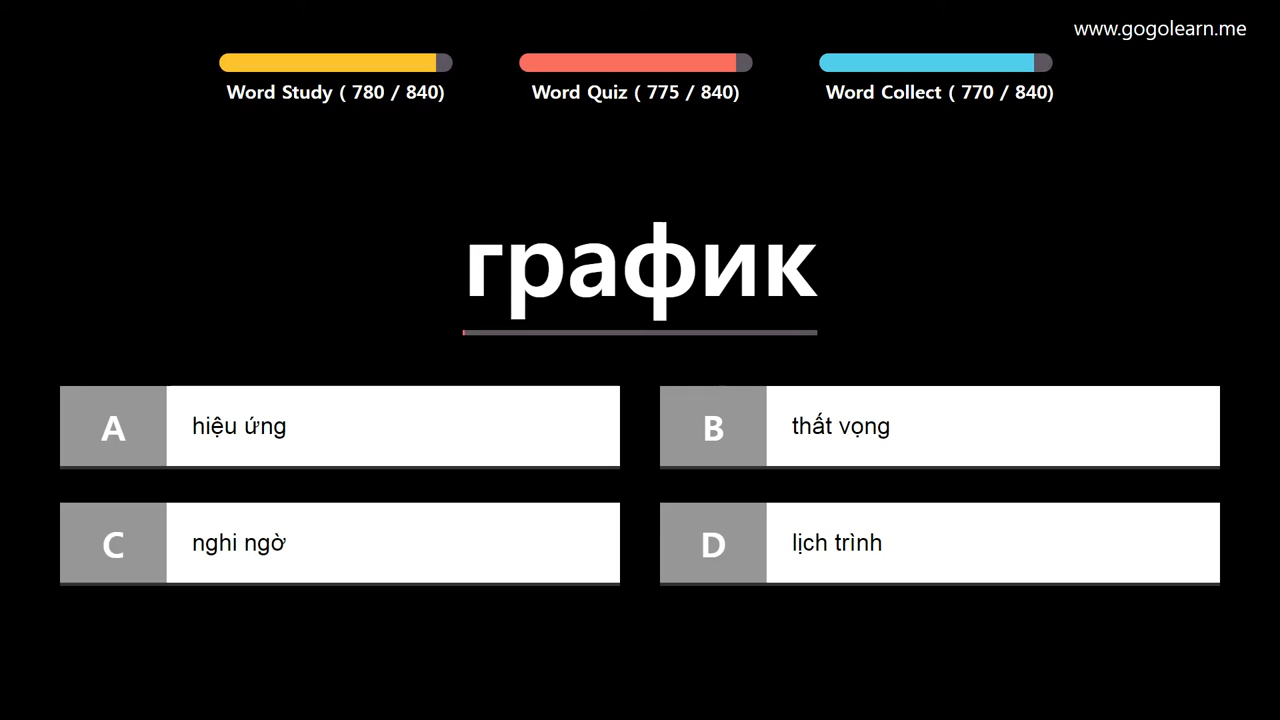 www.gogolearn.me
Word Study ( 780 / 840)
Word Quiz ( 775 / 840)
Word Collect ( 770 / 840)
график
A hiệu ứng
B thất vọng
C nghi ngờ
D lịch trình